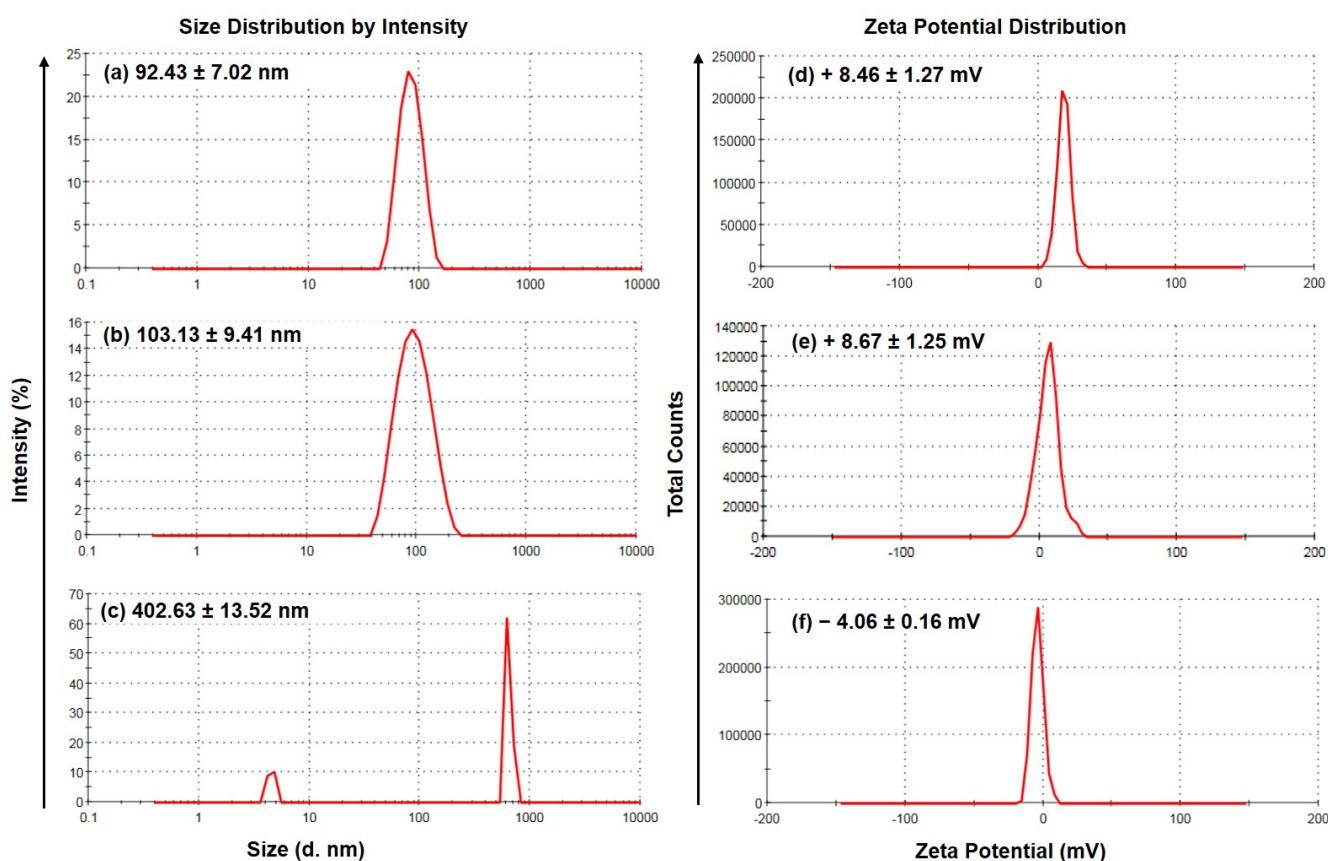 Size Distribution by Intensity
Intensity (%)
(a) 92.43 ± 7.02 nm
25
20
15
10
5
0
0.1 1 10 100 1000 10000
(b) 103.13 ± 9.41 nm
16
14
12
10
8
6
4
2
0
0.1 1 10 100 1000 10000
(c) 402.63 ± 13.52 nm
70
60
50
40
30
20
10
0
0.1 1 10 100 1000 10000
Size (d. nm)
Zeta Potential Distribution
Total Counts
(d) + 8.46 ± 1.27 mV
250000
200000
150000
100000
50000
0
-200 -100 0 100 200
(e) + 8.67 ± 1.25 mV
140000
120000
100000
80000
60000
40000
20000
0
-200 -100 0 100 200
(f) − 4.06 ± 0.16 mV
300000
200000
100000
0
-200 -100 0 100 200
Zeta Potential (mV)